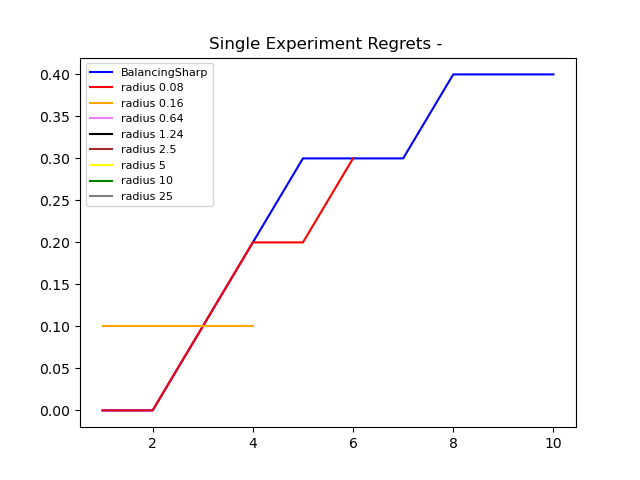 Single Experiment Regrets -
0.40
0.35
0.30
0.25
0.20
0.15
0.10
0.05
0.00
BalancingSharp
radius 0.08
radius 0.16
radius 0.64
radius 1.24
radius 2.5
radius 5
radius 10
radius 25
2 4 6 8 10